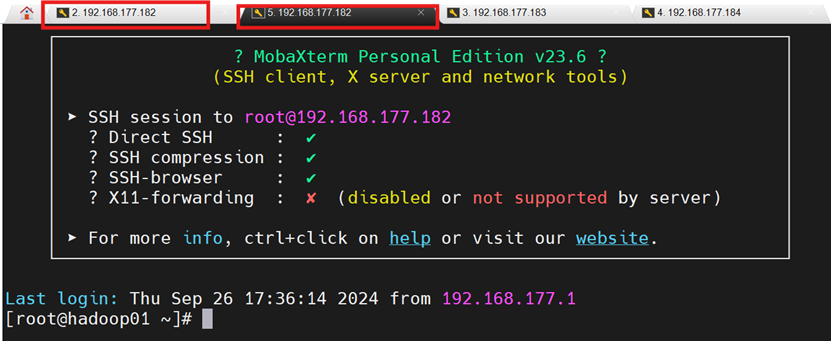 2. 192.168.177.182
5. 192.168.177.182
3. 192.168.177.183
4. 192.168.177.184
? MobaXterm Personal Edition v23.6 ?
(SSH client, X server and network tools)
➤ SSH session to root@192.168.177.182
? Direct SSH : ✔
? SSH compression : ✔
? SSH-browser : ✔
? X11-forwarding : ✘ (disabled or not supported by server)
➤ For more info, ctrl+click on help or visit our website.
Last login: Thu Sep 26 17:36:14 2024 from 192.168.177.1
[root@hadoop01 ~]#